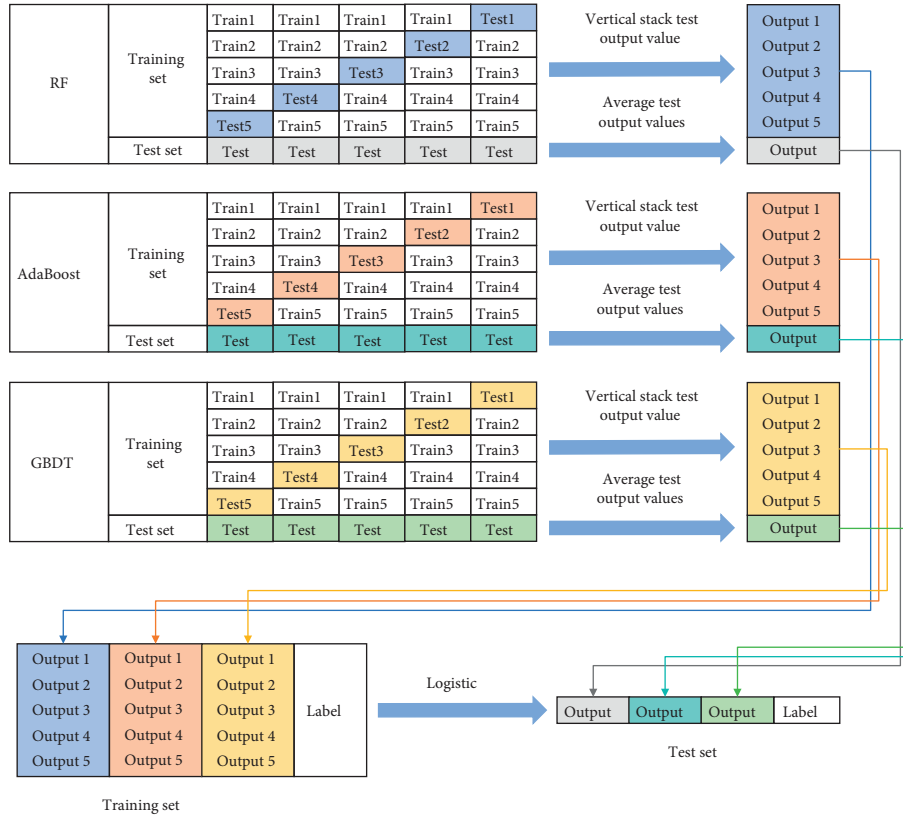 RF
Training
set
Train1 Train1 Train1 Train1 Test1
Train2 Train2 Train2 Test2 Train2
Train3 Train3 Test3 Train3 Train3
Train4 Test4 Train4 Train4 Train4
Test5 Train5 Train5 Train5 Train5
Test set Test Test Test Test Test
Vertical stack test
output value
Average test
output values
Output 1
Output 2
Output 3
Output 4
Output 5
Output
AdaBoost
Training
set
Train1 Train1 Train1 Train1 Test1
Train2 Train2 Train2 Test2 Train2
Train3 Train3 Test3 Train3 Train3
Train4 Test4 Train4 Train4 Train4
Test5 Train5 Train5 Train5 Train5
Test set Test Test Test Test Test
Vertical stack test
output value
Average test
output values
Output 1
Output 2
Output 3
Output 4
Output 5
Output
GBDT
Training
set
Train1 Train1 Train1 Train1 Test1
Train2 Train2 Train2 Test2 Train2
Train3 Train3 Test3 Train3 Train3
Train4 Test4 Train4 Train4 Train4
Test5 Train5 Train5 Train5 Train5
Test set Test Test Test Test Test
Vertical stack test
output value
Average test
output values
Output 1
Output 2
Output 3
Output 4
Output 5
Output
Output 1 Output 1 Output 1
Output 2 Output 2 Output 2
Output 3 Output 3 Output 3 Label
Output 4 Output 4 Output 4
Output 5 Output 5 Output 5
Training set
Logistic
Output Output Output Label
Test set